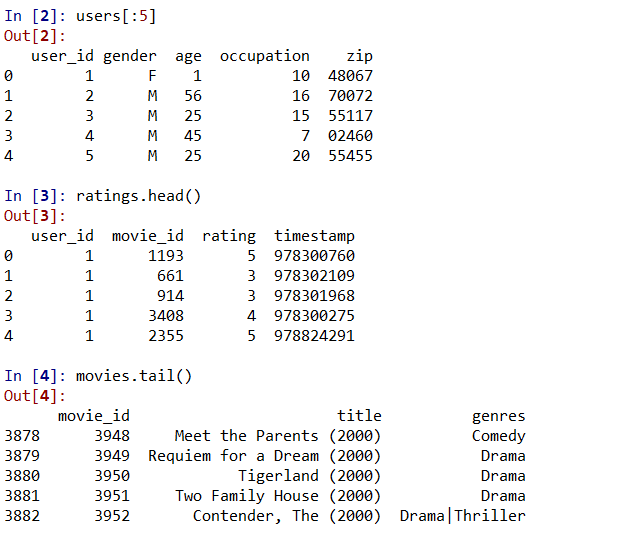 In [2]: users[:5]
Out[2]:
   user_id gender  age  occupation    zip
0        1      F    1          10  48067
1        2      M   56          16  70072
2        3      M   25          15  55117
3        4      M   45           7  02460
4        5      M   25          20  55455
In [3]: ratings.head()
Out[3]:
   user_id  movie_id  rating  timestamp
0        1      1193       5  978300760
1        1       661       3  978302109
2        1       914       3  978301968
3        1      3408       4  978300275
4        1      2355       5  978824291
In [4]: movies.tail()
Out[4]:
      movie_id                       title          genres
3878      3948     Meet the Parents (2000)          Comedy
3879      3949  Requiem for a Dream (2000)           Drama
3880      3950            Tigerland (2000)           Drama
3881      3951     Two Family House (2000)           Drama
3882      3952       Contender, The (2000)  Drama|Thriller